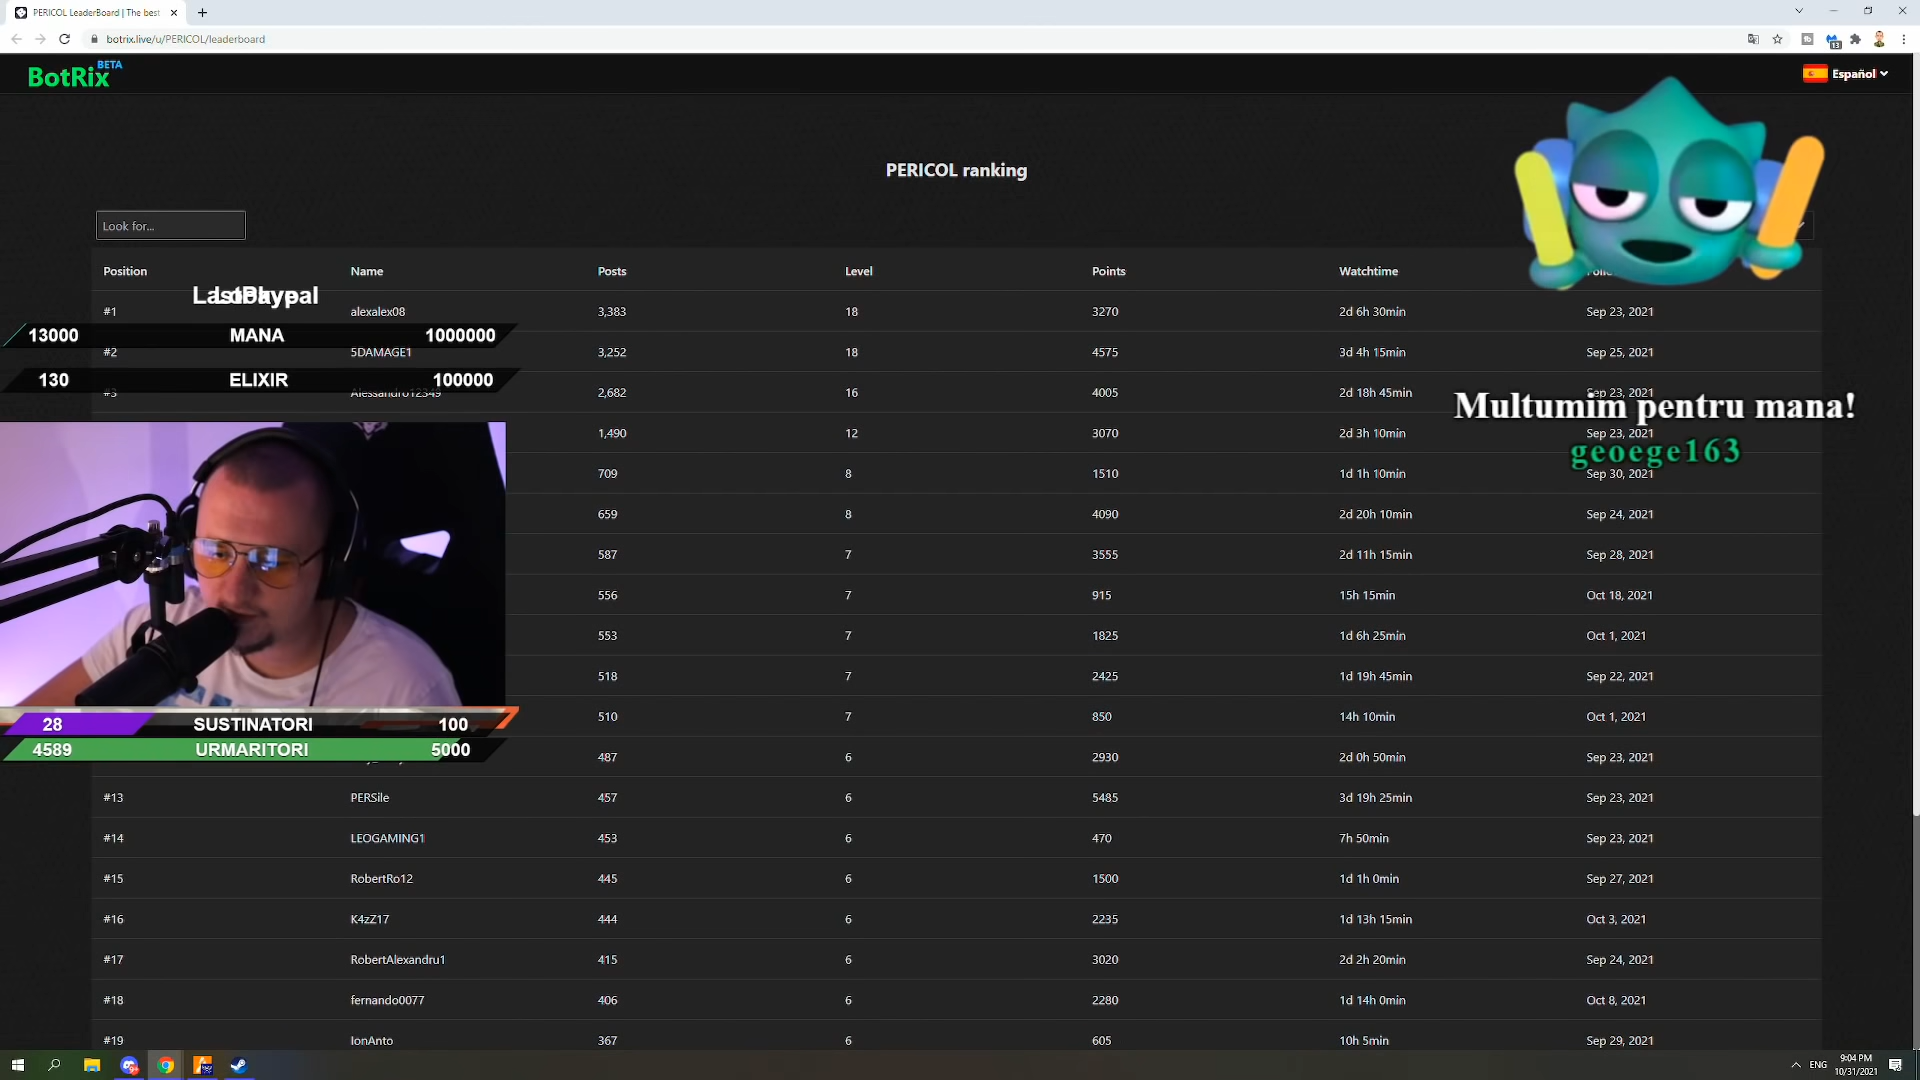 PERICOL LeaderBoard | The best
botrix.live/u/PERICOL/leaderboard
BotRix BETA
Español
PERICOL ranking
Look for...
Position Name Posts Level Points Watchtime
#1 alexalex08 3,383 18 3270 2d 6h 30min Sep 23, 2021
13000 MANA 1000000
#2 5DAMAGE1 3,252 18 4575 3d 4h 15min Sep 25, 2021
130 ELIXIR 100000
#3 Alessandro12349 2,682 16 4005 2d 18h 45min Sep 23, 2021
Multumim pentru mana!
1,490 12 3070 2d 3h 10min Sep 23, 2021
geoege163
709 8 1510 1d 1h 10min Sep 30, 2021
659 8 4090 2d 20h 10min Sep 24, 2021
587 7 3555 2d 11h 15min Sep 28, 2021
556 7 915 15h 15min Oct 18, 2021
553 7 1825 1d 6h 25min Oct 1, 2021
518 7 2425 1d 19h 45min Sep 22, 2021
510 7 850 14h 10min Oct 1, 2021
28 SUSTINATORI 100
4589 URMARITORI 5000
487 6 2930 2d 0h 50min Sep 23, 2021
#13 PERSile 457 6 5485 3d 19h 25min Sep 23, 2021
#14 LEOGAMING1 453 6 470 7h 50min Sep 23, 2021
#15 RobertRo12 445 6 1500 1d 1h 0min Sep 27, 2021
#16 K4zZ17 444 6 2235 1d 13h 15min Oct 3, 2021
#17 RobertAlexandru1 415 6 3020 2d 2h 20min Sep 24, 2021
#18 fernando0077 406 6 2280 1d 14h 0min Oct 8, 2021
#19 IonAnto 367 6 605 10h 5min Sep 29, 2021
ENG
9:04 PM
10/31/2021